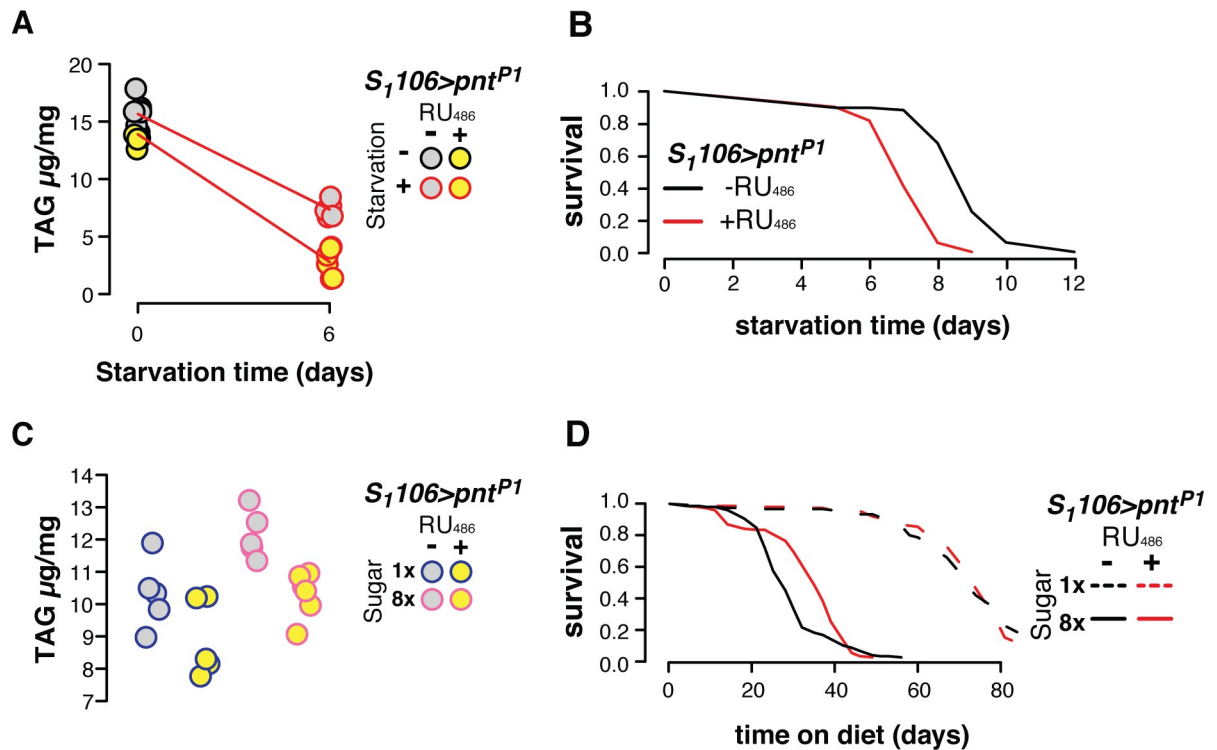 A
TAG µg/mg
20
15
10
5
0
0
6
Starvation time (days)
S1106>pntP1
RU486
- +
Starvation
-
+
B
survival
1.0
0.8
0.6
0.4
0.2
0.0
S1106>pntP1
-RU486
+RU486
0 2 4 6 8 10 12
starvation time (days)
C
TAG µg/mg
14
13
12
11
10
9
8
7
S1106>pntP1
RU486
- +
Sugar
1x
8x
D
survival
1.0
0.8
0.6
0.4
0.2
0.0
0 20 40 60 80
time on diet (days)
S1106>pntP1
RU486
- +
Sugar
1x
8x